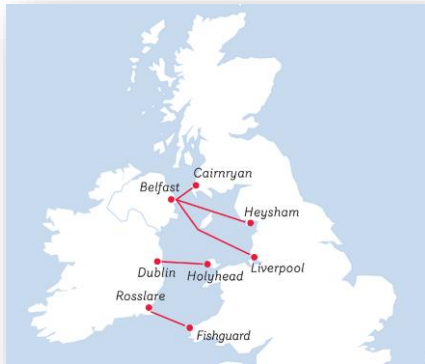 Cairnryan
Belfast
Heysham
Dublin
Holyhead
Liverpool
Rosslare
Fishguard